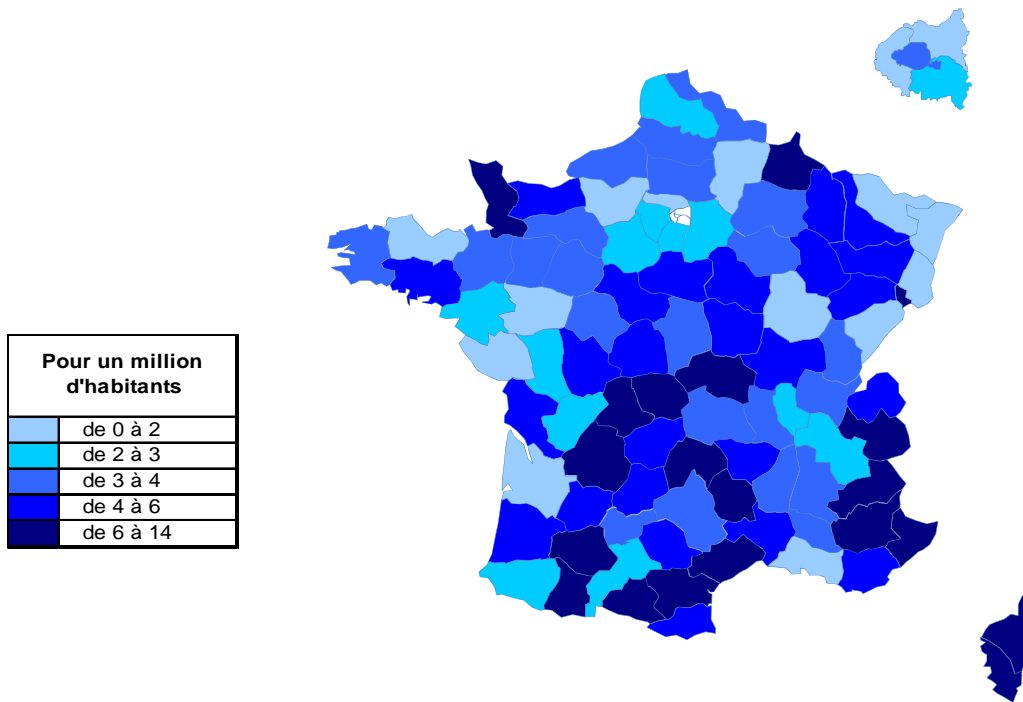 Pour un million
d'habitants
de 0 à 2
de 2 à 3
de 3 à 4
de 4 à 6
de 6 à 14